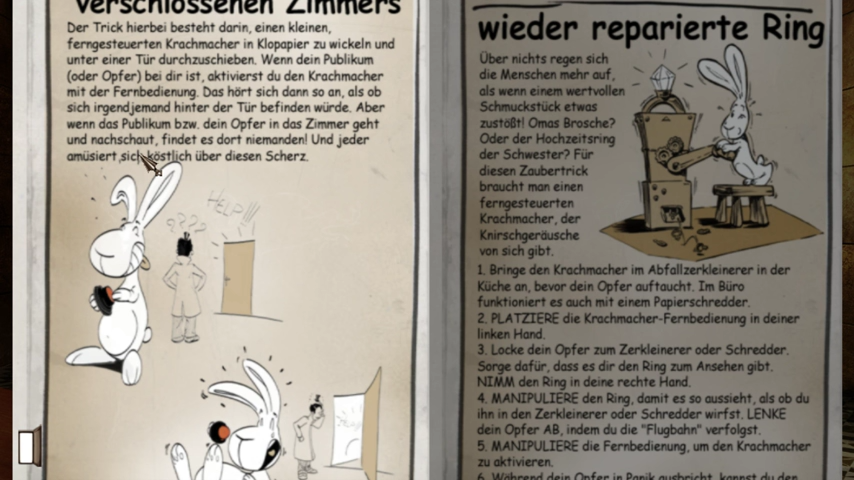 verschlossenen Zimmers
Der Trick hierbei besteht darin, einen kleinen,
ferngesteuerten Krachmacher in Klopapier zu wickeln und
unter einer Tür durchzuschieben. Wenn dein Publikum
(oder Opfer) bei dir ist, aktivierst du den Krachmacher
mit der Fernbedienung. Das hört sich dann so an, als ob
sich irgendjemand hinter der Tür befinden würde. Aber
wenn das Publikum bzw. dein Opfer in das Zimmer geht
und nachschaut, findet es dort niemanden! Und jeder
amüsiert sich köstlich über diesen Scherz.
????
HELP!!!
wieder reparierte Ring
Über nichts regen sich
die Menschen mehr auf,
als wenn einem wertvollen
Schmuckstück etwas
zustößt! Omas Brosche?
Oder der Hochzeitsring
der Schwester? Für
diesen Zaubertrick
braucht man einen
ferngesteuerten
Krachmacher, der
Knirschgeräusche
von sich gibt.
1. Bringe den Krachmacher im Abfallzerkleinerer in der
Küche an, bevor dein Opfer auftaucht. Im Büro
funktioniert es auch mit einem Papierschredder.
2. PLATZIERE die Krachmacher-Fernbedienung in deiner
linken Hand.
3. Locke dein Opfer zum Zerkleinerer oder Schredder.
Sorge dafür, dass es dir den Ring zum Ansehen gibt.
NIMM den Ring in deine rechte Hand.
4. MANIPULIERE den Ring, damit es so aussieht, als ob du
ihn in den Zerkleinerer oder Schredder wirfst. LENKE
dein Opfer AB, indem du die "Flugbahn" verfolgst.
5. MANIPULIERE die Fernbedienung, um den Krachmacher
zu aktivieren.
6. Während dein Opfer in Panik ausbricht, kannst du den